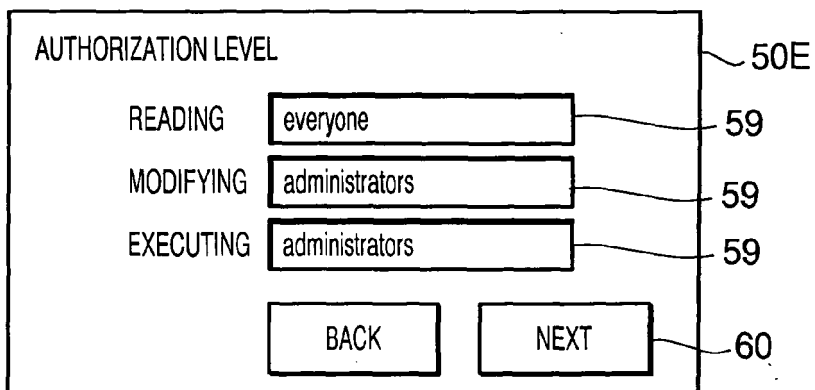 AUTHORIZATION LEVEL
50E
READING everyone 59
MODIFYING administrators 59
EXECUTING administrators 59
BACK NEXT 60